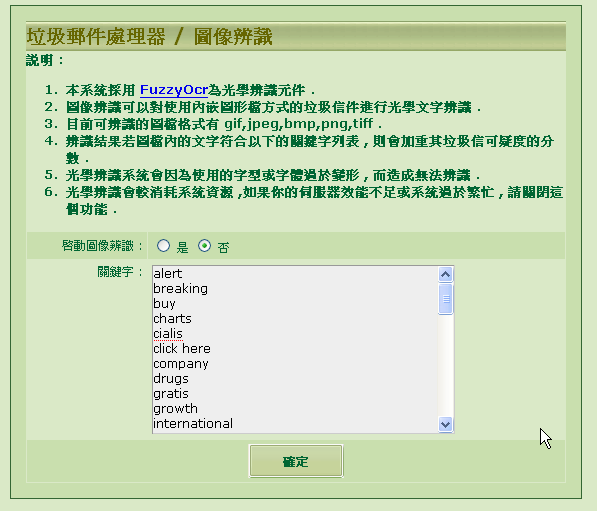 垃圾郵件處理器 / 圖像辨識
說明：
1. 本系統採用 FuzzyOcr為光學辨識元件．
2. 圖像辨識可以對使用內嵌圖形檔方式的垃圾信件進行光學文字辨識．
3. 目前可辨識的圖檔格式有 gif,jpeg,bmp,png,tiff．
4. 辨識結果若圖檔內的文字符合以下的關鍵字列表，則會加重其垃圾信可疑度的分
數．
5. 光學辨識系統會因為使用的字型或字體過於變形，而造成無法辨識．
6. 光學辨識會較消耗系統資源，如果你的伺服器效能不足或系統過於繁忙，請關閉這
個功能．
啓動圖像辨識： 是 否
關鍵字：
alert
breaking
buy
charts
cialis
click here
company
drugs
gratis
growth
international
確定